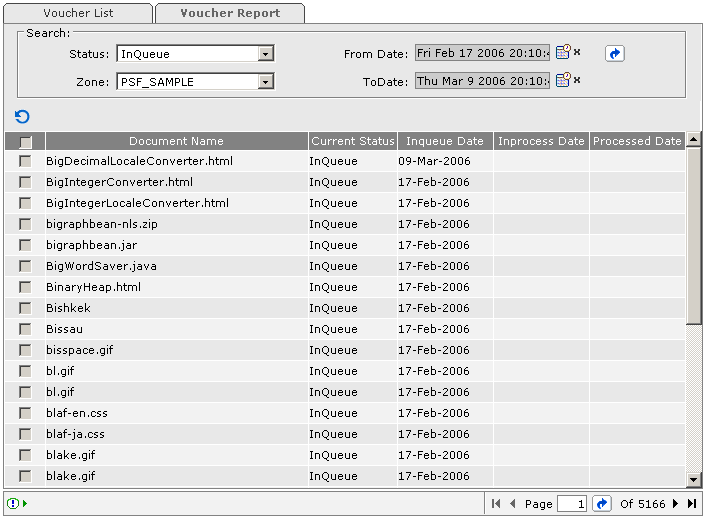 Voucher List
Voucher Report
Search:
Status: InQueue From Date: Fri Feb 17 2006 20:10:4
Zone: PSF_SAMPLE ToDate: Thu Mar 9 2006 20:10:4
Document Name Current Status Inqueue Date Inprocess Date Processed Date
BigDecimalLocaleConverter.html InQueue 09-Mar-2006
BigIntegerConverter.html InQueue 17-Feb-2006
BigIntegerLocaleConverter.html InQueue 17-Feb-2006
bigraphbean-nls.zip InQueue 17-Feb-2006
bigraphbean.jar InQueue 17-Feb-2006
BigWordSaver.java InQueue 17-Feb-2006
BinaryHeap.html InQueue 17-Feb-2006
Bishkek InQueue 17-Feb-2006
Bissau InQueue 17-Feb-2006
bisspace.gif InQueue 17-Feb-2006
bl.gif InQueue 17-Feb-2006
bl.gif InQueue 17-Feb-2006
blaf-en.css InQueue 17-Feb-2006
blaf-ja.css InQueue 17-Feb-2006
blake.gif InQueue 17-Feb-2006
blake.gif InQueue 17-Feb-2006
Page 1 Of 5166